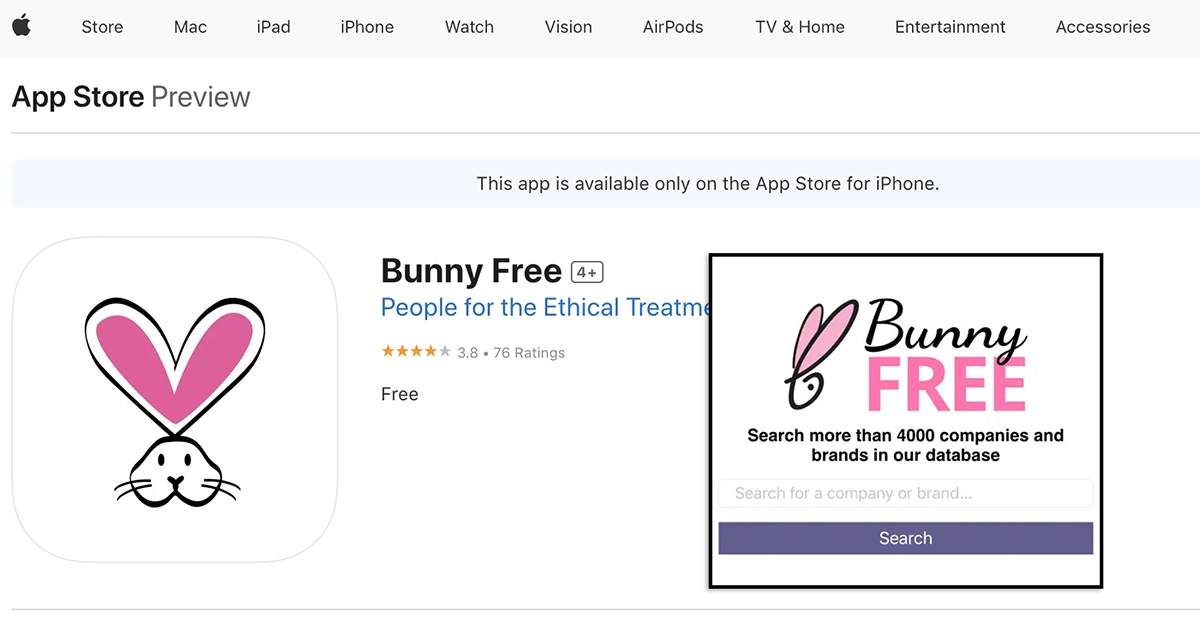 Store Mac iPad iPhone Watch Vision AirPods TV & Home Entertainment Accessories
App Store Preview
This app is available only on the App Store for iPhone.
Bunny Free 4+
People for the Ethical
3.8 • 76 Ratings
Free
Bunny
FREE
Search more than 4000 companies and
brands in our database
Search for a company or brand...
Search